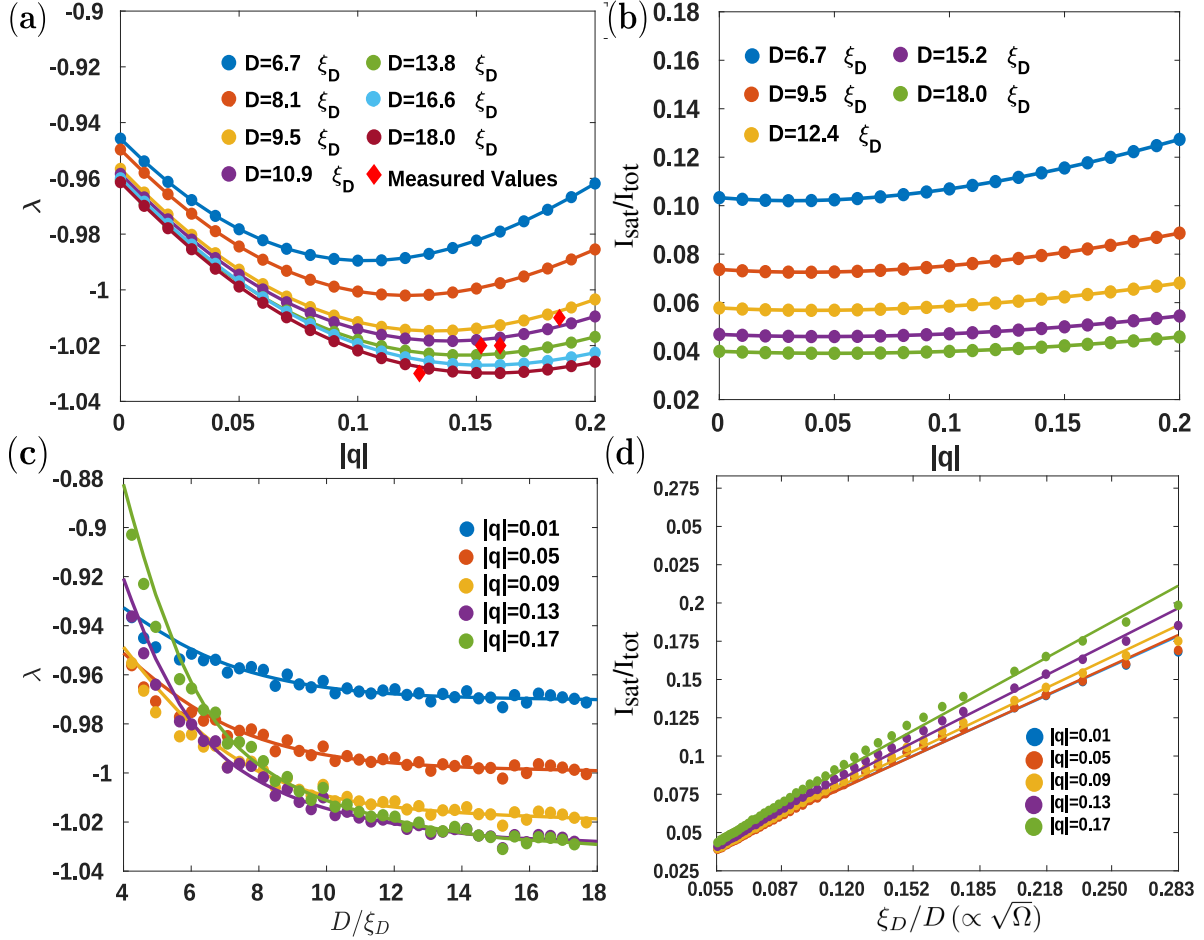 (a)
-0.9
-0.92
-0.94
-0.96
-0.98
-1
-1.02
-1.04
λ
D=6.7 ξD
D=8.1 ξD
D=9.5 ξD
D=10.9 ξD
D=13.8 ξD
D=16.6 ξD
D=18.0 ξD
Measured Values
0 0.05 0.1 0.15 0.2
|q|
(b)
0.18
0.16
0.14
0.12
0.10
0.08
0.06
0.04
0.02
Isat/Itot
D=6.7 ξD
D=9.5 ξD
D=12.4 ξD
D=15.2 ξD
D=18.0 ξD
0 0.05 0.1 0.15 0.2
|q|
(c)
-0.88
-0.9
-0.92
-0.94
-0.96
-0.98
-1
-1.02
-1.04
λ
|q|=0.01
|q|=0.05
|q|=0.09
|q|=0.13
|q|=0.17
4 6 8 10 12 14 16 18
D/ξD
(d)
0.275
0.05
0.225
0.2
0.175
0.15
0.125
0.1
0.075
0.05
0.025
Isat/Itot
|q|=0.01
|q|=0.05
|q|=0.09
|q|=0.13
|q|=0.17
0.055 0.087 0.120 0.152 0.185 0.218 0.250 0.283
ξD/D (∝ √Ω)